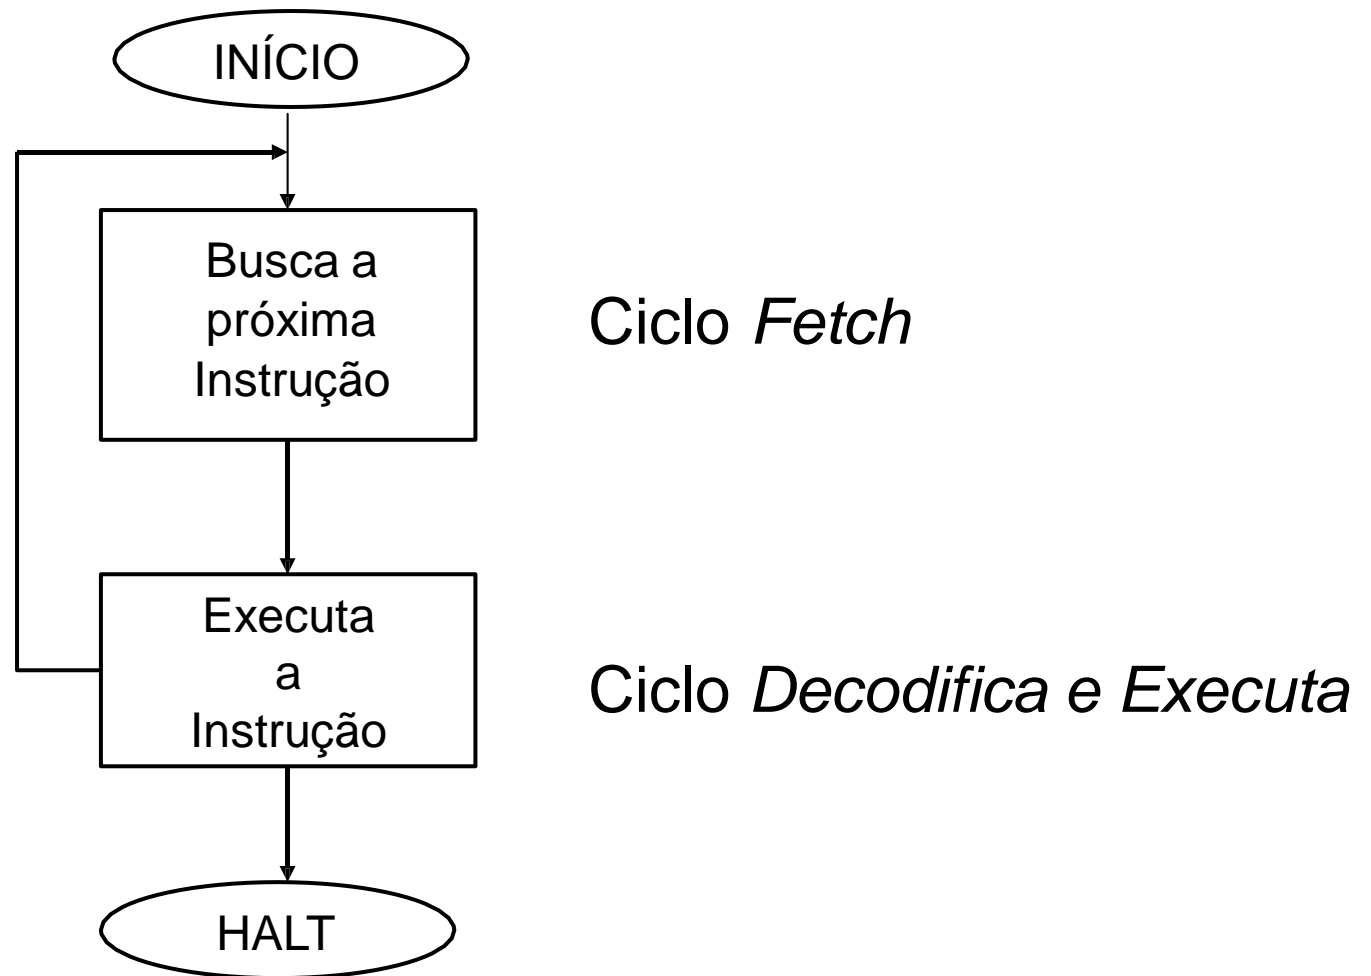 INÍCIO
Busca a
próxima
Instrução
Ciclo Fetch
Executa
a
Instrução
Ciclo Decodifica e Executa
HALT